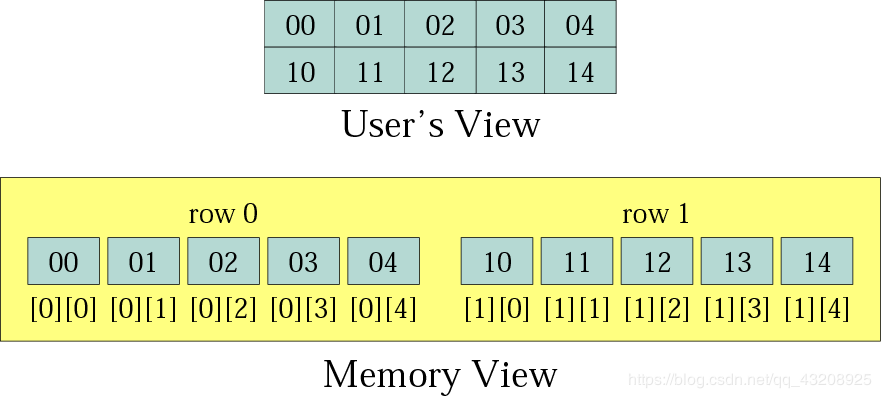 00 01 02 03 04
10 11 12 13 14
User’s View
row 0 row 1
00 01 02 03 04 10 11 12 13 14
[0][0] [0][1] [0][2] [0][3] [0][4] [1][0] [1][1] [1][2] [1][3] [1][4]
Memory View
https://blog.csdn.net/qq_43208925